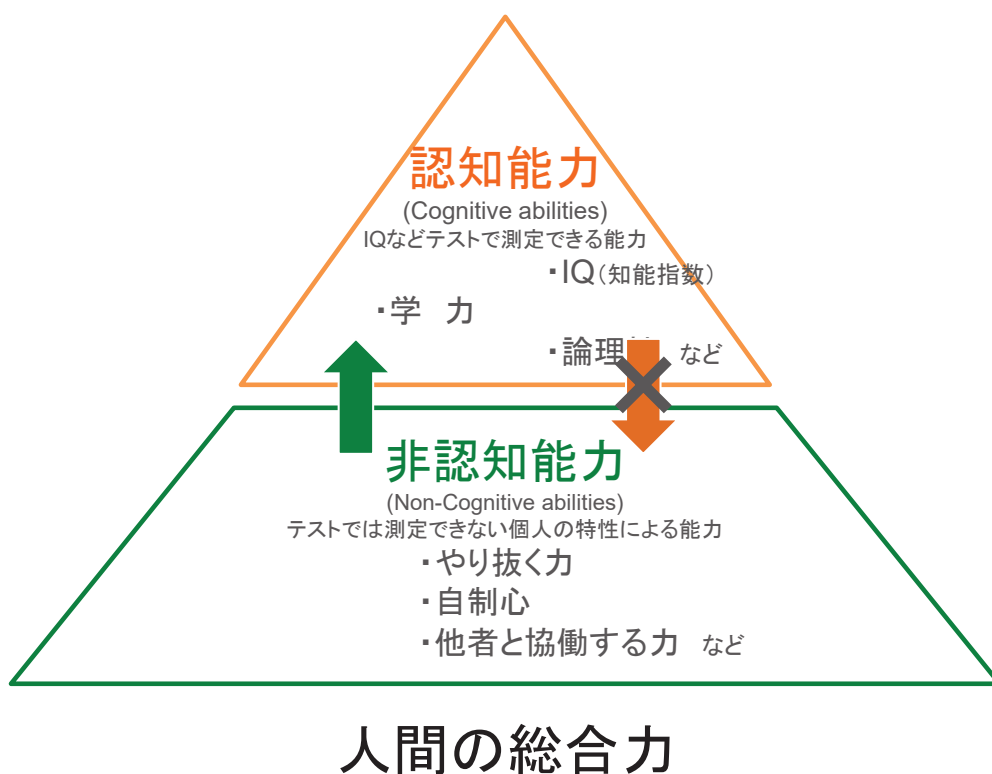 認知能力
(Cognitive abilities)
IQなどテストで測定できる能力
・IQ(知能指数)
・学　力
・論理 など
非認知能力
(Non-Cognitive abilities)
テストでは測定できない個人の特性による能力
・やり抜く力
・自制心
・他者と協働する力 など
人間の総合力